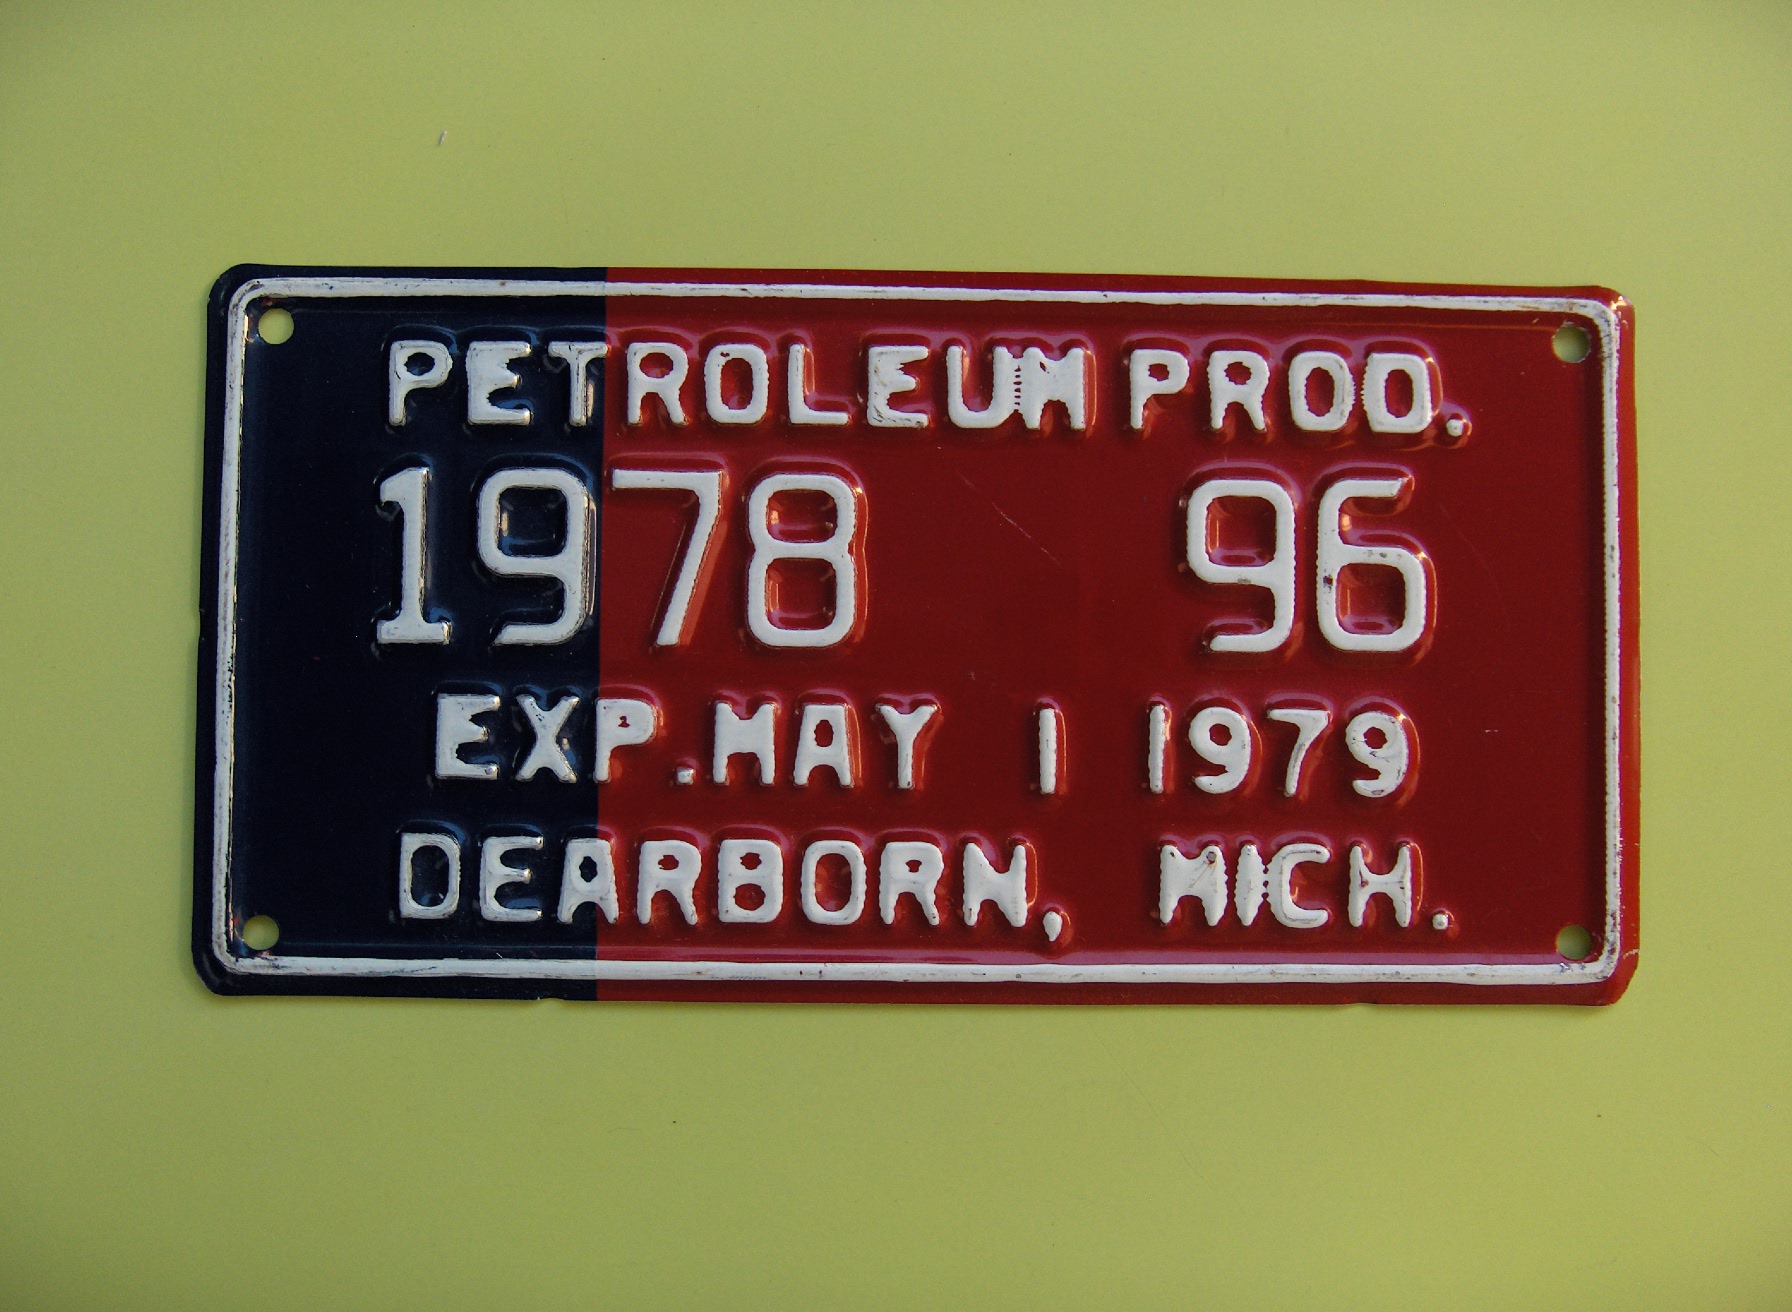 PETROLEUM PROD.
1978 96
EXP. MAY 1 1979
DEARBORN, MICH.